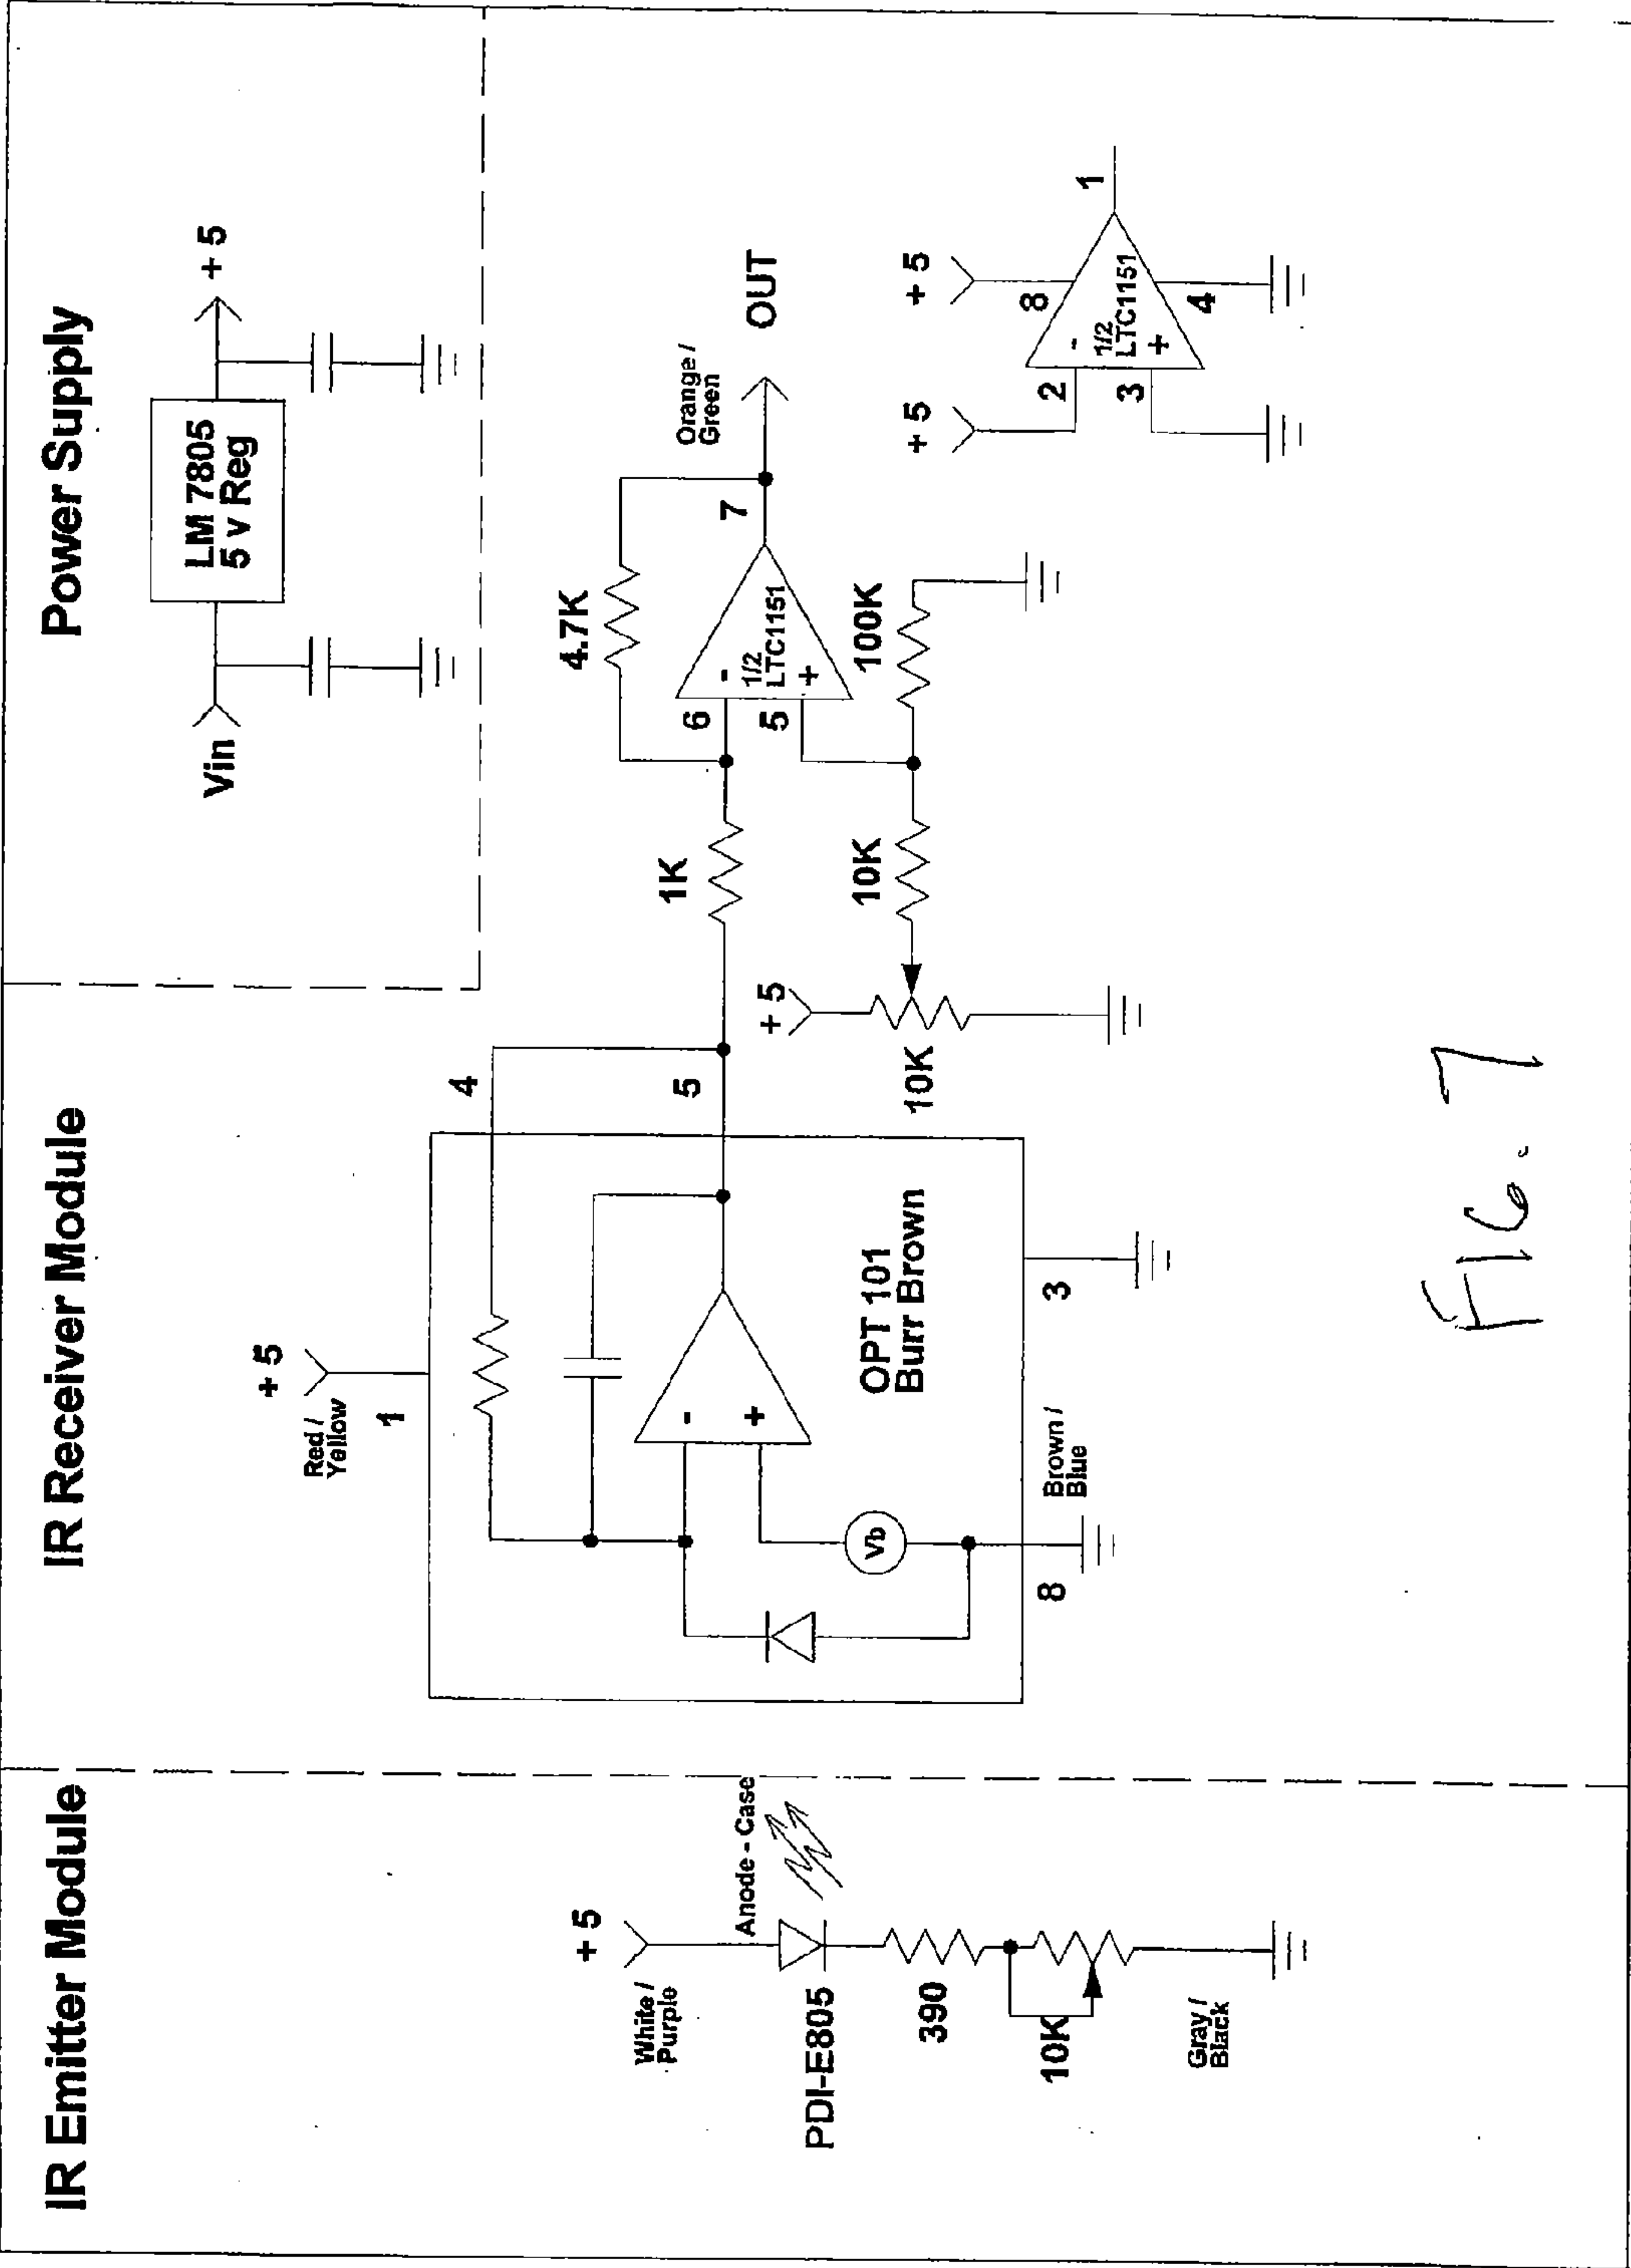 IR Emitter Module
+ 5
White /
Purple
Anode - Case
PDI-E805
390
10K
Gray /
Black
IR Receiver Module
+ 5
Red /
Yellow
1
4
5
-
+
Vb
OPT 101
Burr Brown
8
Brown /
Blue
3
1K
+ 5
10K
10K
100K
4.7K
6
5
-
1/2
LTC1151
+
7
Orange /
Green
OUT
+ 5
+ 5
2
3
8
-
1/2
LTC1151
+
4
1
Power Supply
Vin
LM 7805
5 v Reg
+ 5
FIG. 7